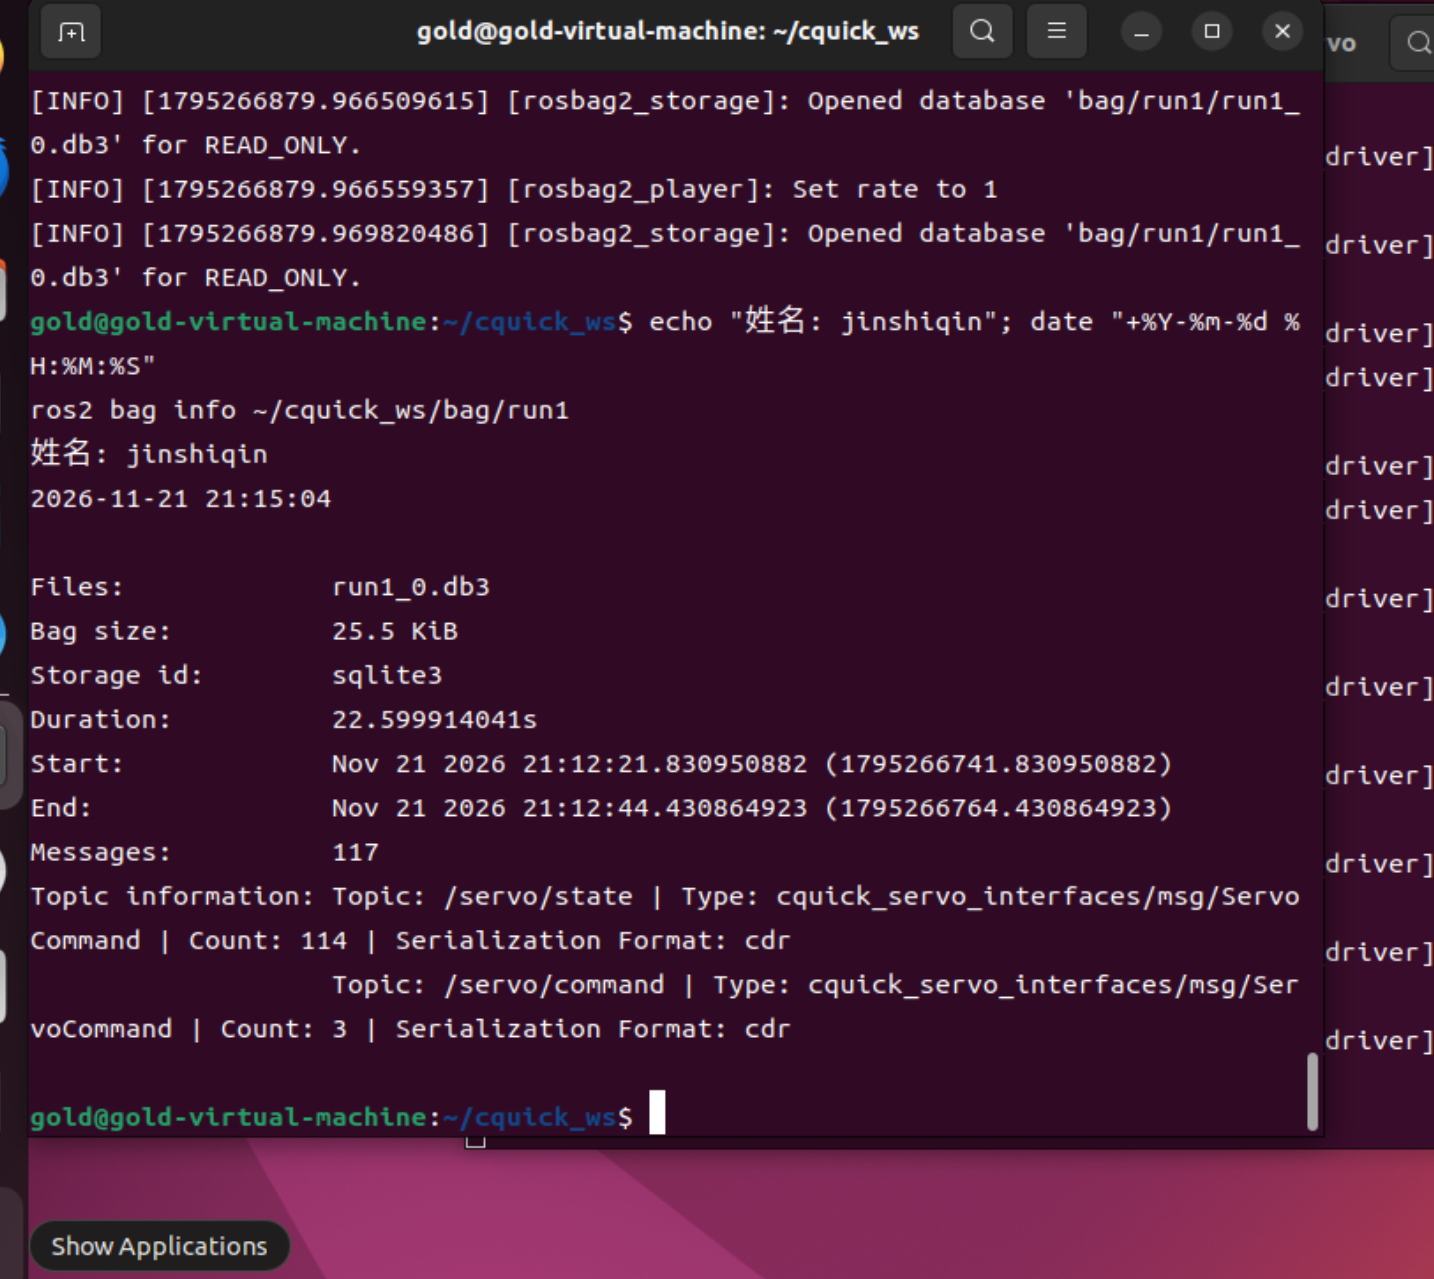 gold@gold-virtual-machine: ~/cquick_ws
vo
[INFO] [1795266879.966509615] [rosbag2_storage]: Opened database 'bag/run1/run1_
0.db3' for READ_ONLY.
[INFO] [1795266879.966559357] [rosbag2_player]: Set rate to 1
[INFO] [1795266879.969820486] [rosbag2_storage]: Opened database 'bag/run1/run1_
0.db3' for READ_ONLY.
gold@gold-virtual-machine:~/cquick_ws$ echo "姓名: jinshiqin"; date "+%Y-%m-%d %
H:%M:%S"
ros2 bag info ~/cquick_ws/bag/run1
姓名: jinshiqin
2026-11-21 21:15:04
Files: run1_0.db3
Bag size: 25.5 KiB
Storage id: sqlite3
Duration: 22.599914041s
Start: Nov 21 2026 21:12:21.830950882 (1795266741.830950882)
End: Nov 21 2026 21:12:44.430864923 (1795266764.430864923)
Messages: 117
Topic information: Topic: /servo/state | Type: cquick_servo_interfaces/msg/Servo
Command | Count: 114 | Serialization Format: cdr
Topic: /servo/command | Type: cquick_servo_interfaces/msg/Ser
voCommand | Count: 3 | Serialization Format: cdr
gold@gold-virtual-machine:~/cquick_ws$
driver]
driver]
driver]
driver]
driver]
driver]
driver]
driver]
driver]
driver]
driver]
driver]
Show Applications